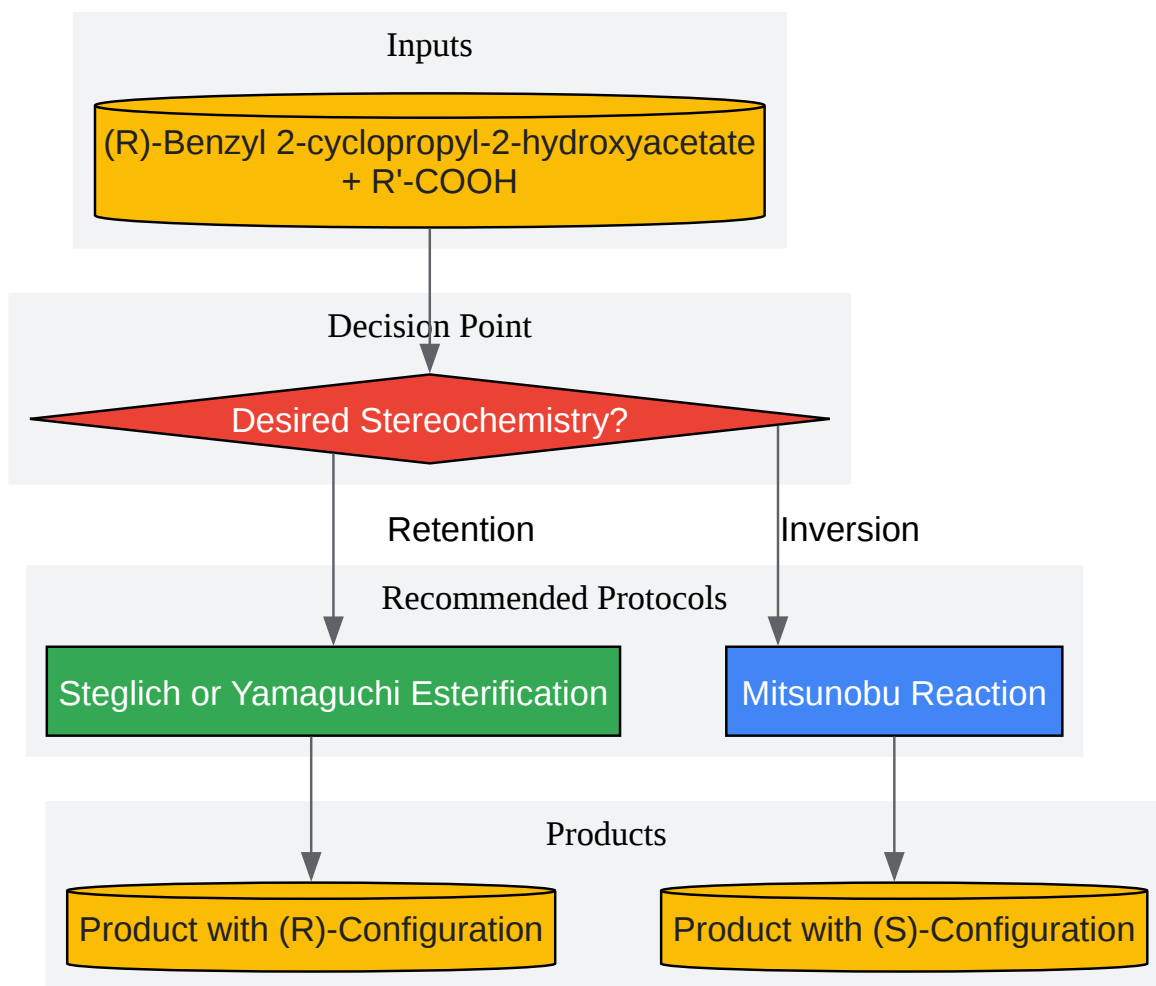 Inputs
(R)-Benzyl 2-cyclopropyl-2-hydroxyacetate
+ R'-COOH
Decision Point
Desired Stereochemistry?
Retention
Inversion
Recommended Protocols
Steglich or Yamaguchi Esterification
Mitsunobu Reaction
Products
Product with (R)-Configuration
Product with (S)-Configuration